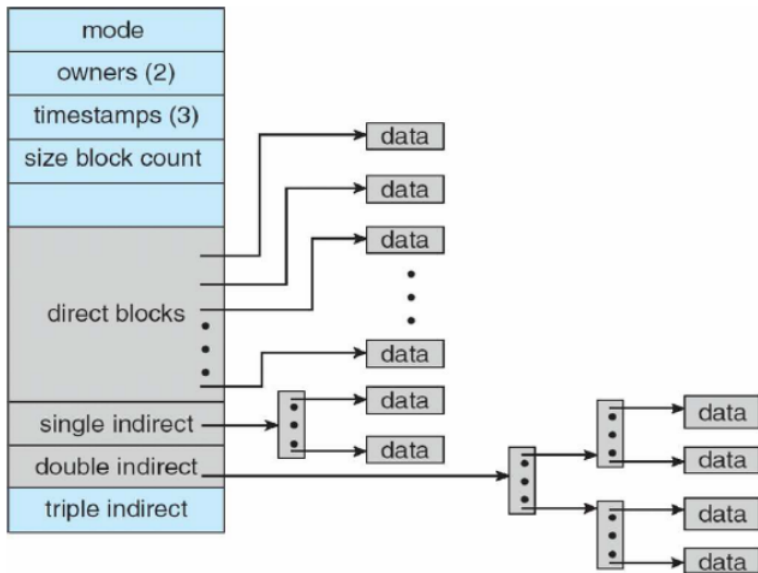 mode
owners (2)
timestamps (3)
size block count
direct blocks
single indirect
double indirect
triple indirect
data
data
data
data
data
data
data
data
data
data